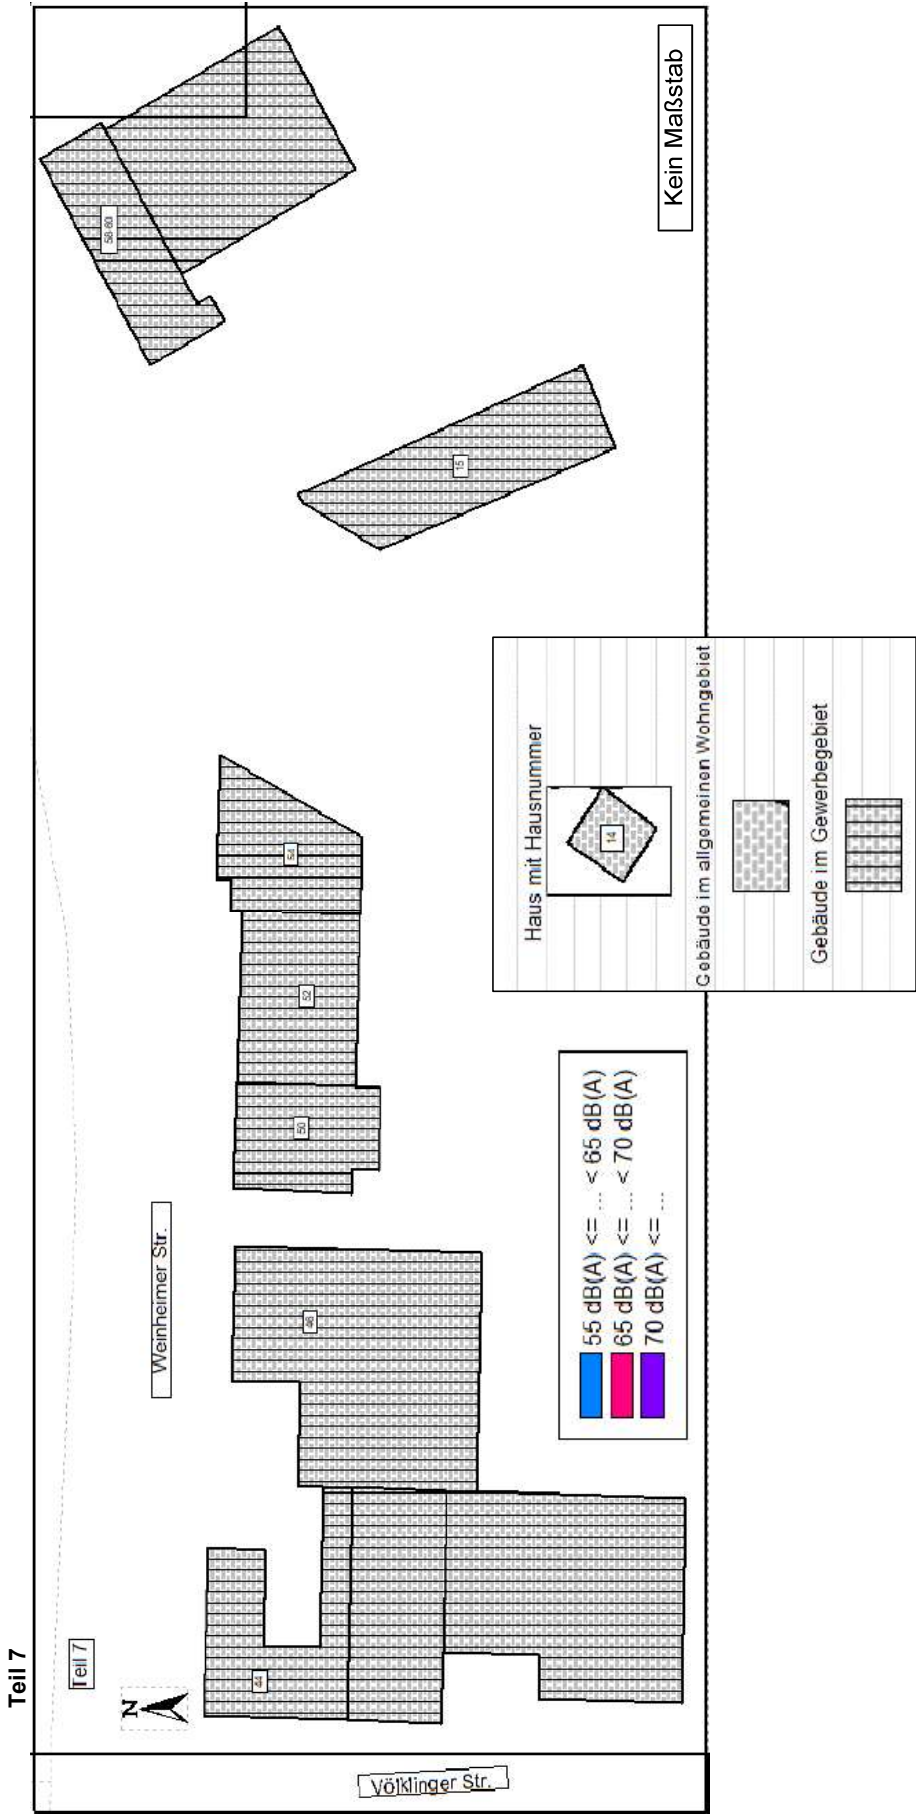 Teil 7
Teil 7
N
Völklinger Str.
Weinheimer Str.
44
46
50
52
54
15
58-60
55 dB(A) <= ... < 65 dB(A)
65 dB(A) <= ... < 70 dB(A)
70 dB(A) <= ...
Haus mit Hausnummer
14
Gebäude im allgemeinen Wohngebiet
Gebäude im Gewerbegebiet
Kein Maßstab